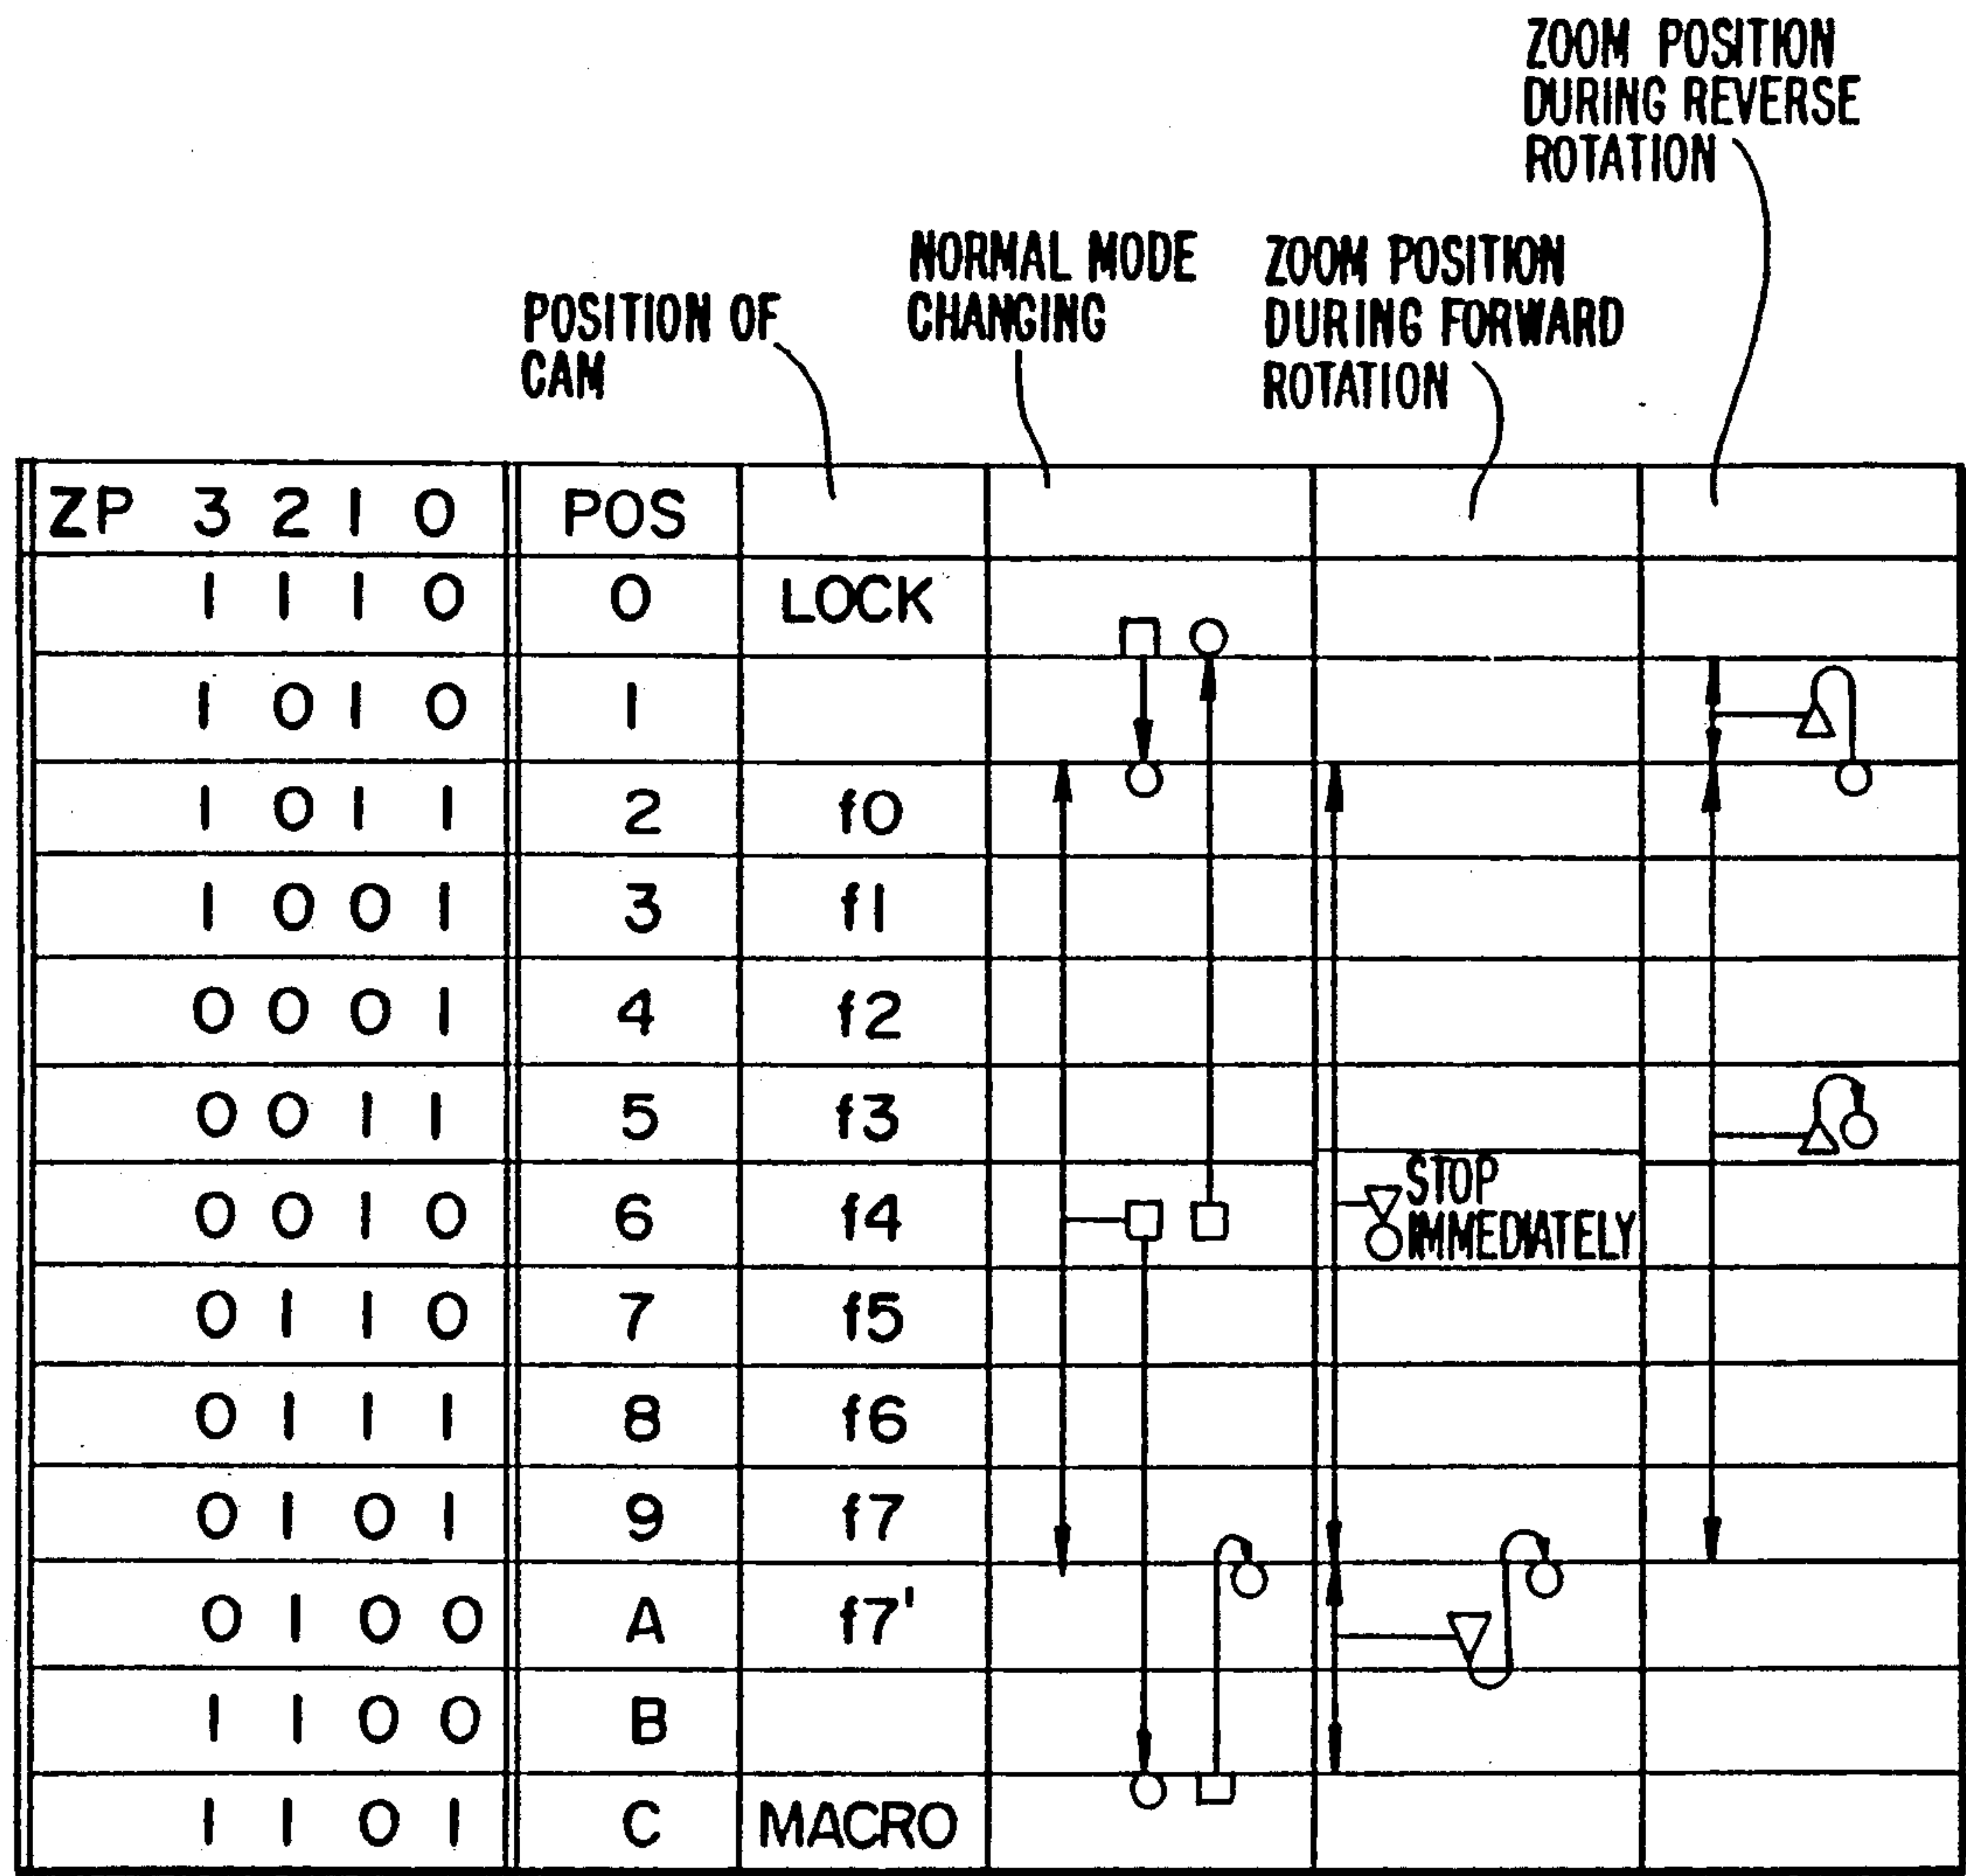 ZOOM POSITION
DURING REVERSE
ROTATION
NORMAL MODE
CHANGING
ZOOM POSITION
DURING FORWARD
ROTATION
POSITION OF
CAM
ZP 3 2 1 0 POS
1 1 1 0 0 LOCK
1 0 1 0 1
1 0 1 1 2 f0
1 0 0 1 3 f1
0 0 0 1 4 f2
0 0 1 1 5 f3
0 0 1 0 6 f4 STOP
IMMEDIATELY
0 1 1 0 7 f5
0 1 1 1 8 f6
0 1 0 1 9 f7
0 1 0 0 A f7'
1 1 0 0 B
1 1 0 1 C MACRO